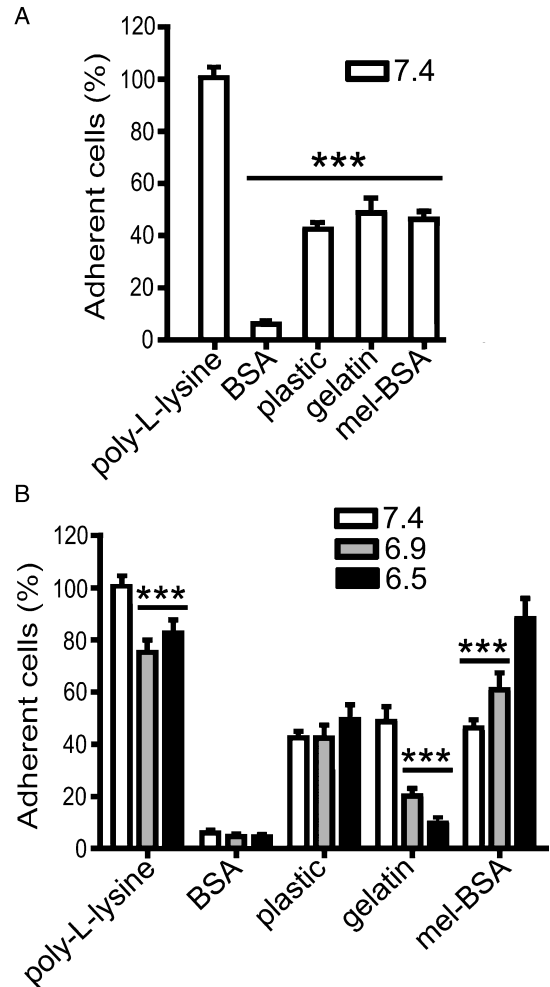 A
Adherent cells (%)
120
100
80
60
40
20
0
7.4
***
poly-L-lysine
BSA
plastic
gelatin
mel-BSA
B
Adherent cells (%)
120
100
80
60
40
20
0
7.4
6.9
6.5
***
***
***
poly-L-lysine
BSA
plastic
gelatin
mel-BSA